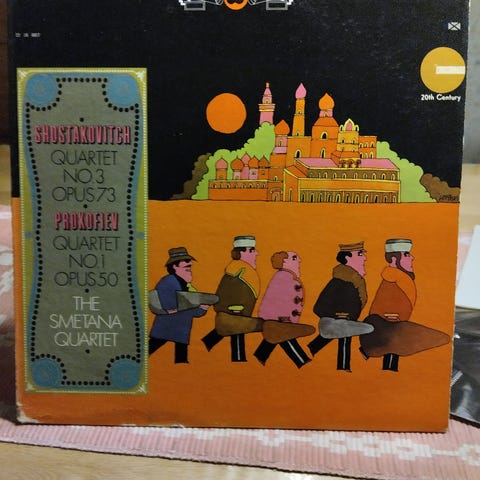 20th Century
SHOSTAKOVITCH
QUARTET
NO 3
OPUS 73
PROKOFIEV
QUARTET
NO 1
OPUS 50
THE
SMETANA
QUARTET